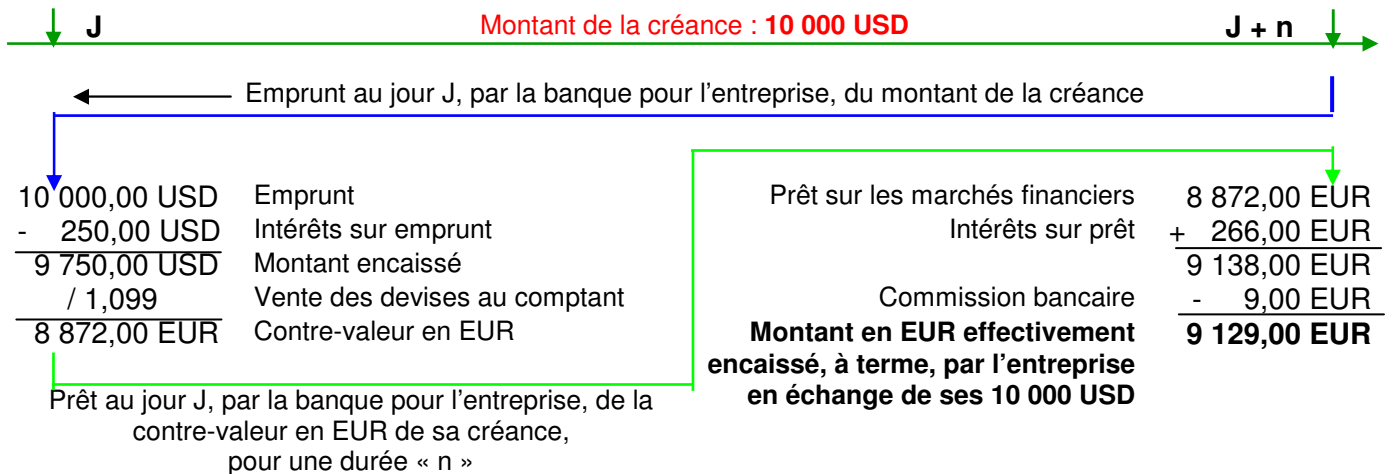 J Montant de la créance : 10 000 USD J + n
Emprunt au jour J, par la banque pour l'entreprise, du montant de la créance
10 000,00 USD Emprunt
- 250,00 USD Intérêts sur emprunt
9 750,00 USD Montant encaissé
/ 1,099 Vente des devises au comptant
8 872,00 EUR Contre-valeur en EUR
Prêt au jour J, par la banque pour l'entreprise, de la
contre-valeur en EUR de sa créance,
pour une durée « n »
Prêt sur les marchés financiers 8 872,00 EUR
Intérêts sur prêt + 266,00 EUR
9 138,00 EUR
Commission bancaire - 9,00 EUR
Montant en EUR effectivement 9 129,00 EUR
encaissé, à terme, par l'entreprise
en échange de ses 10 000 USD